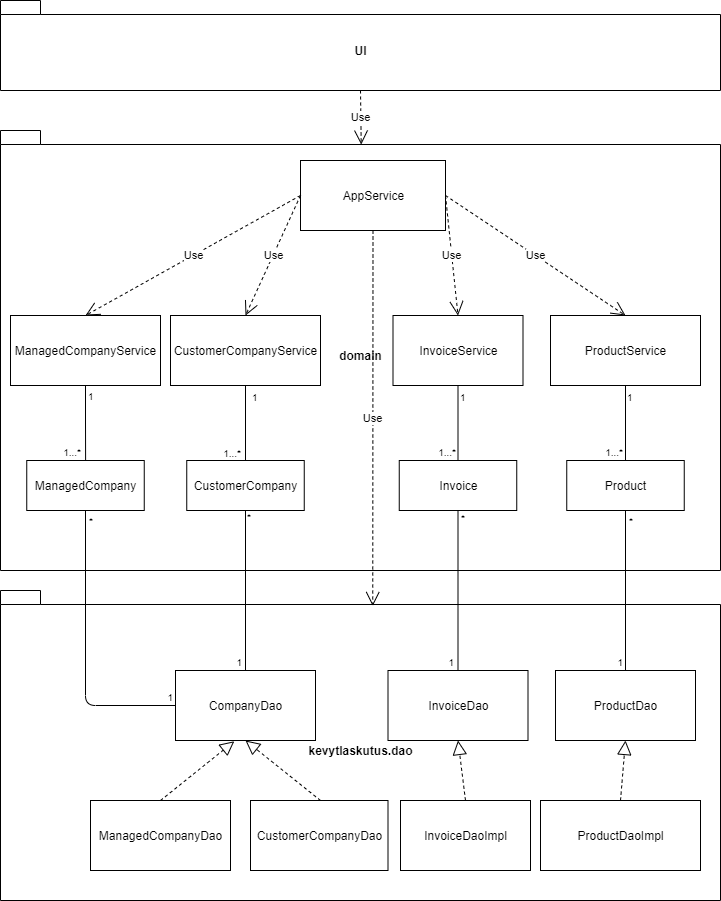 UI
Use
AppService
Use
Use
Use
Use
ManagedCompanyService
CustomerCompanyService
domain
InvoiceService
ProductService
1
1
1
1
Use
1...*
1...*
1...*
1...*
ManagedCompany
CustomerCompany
Invoice
Product
*
*
*
*
1
1
1
1
CompanyDao
InvoiceDao
ProductDao
kevytlaskutus.dao
ManagedCompanyDao
CustomerCompanyDao
InvoiceDaoImpl
ProductDaoImpl